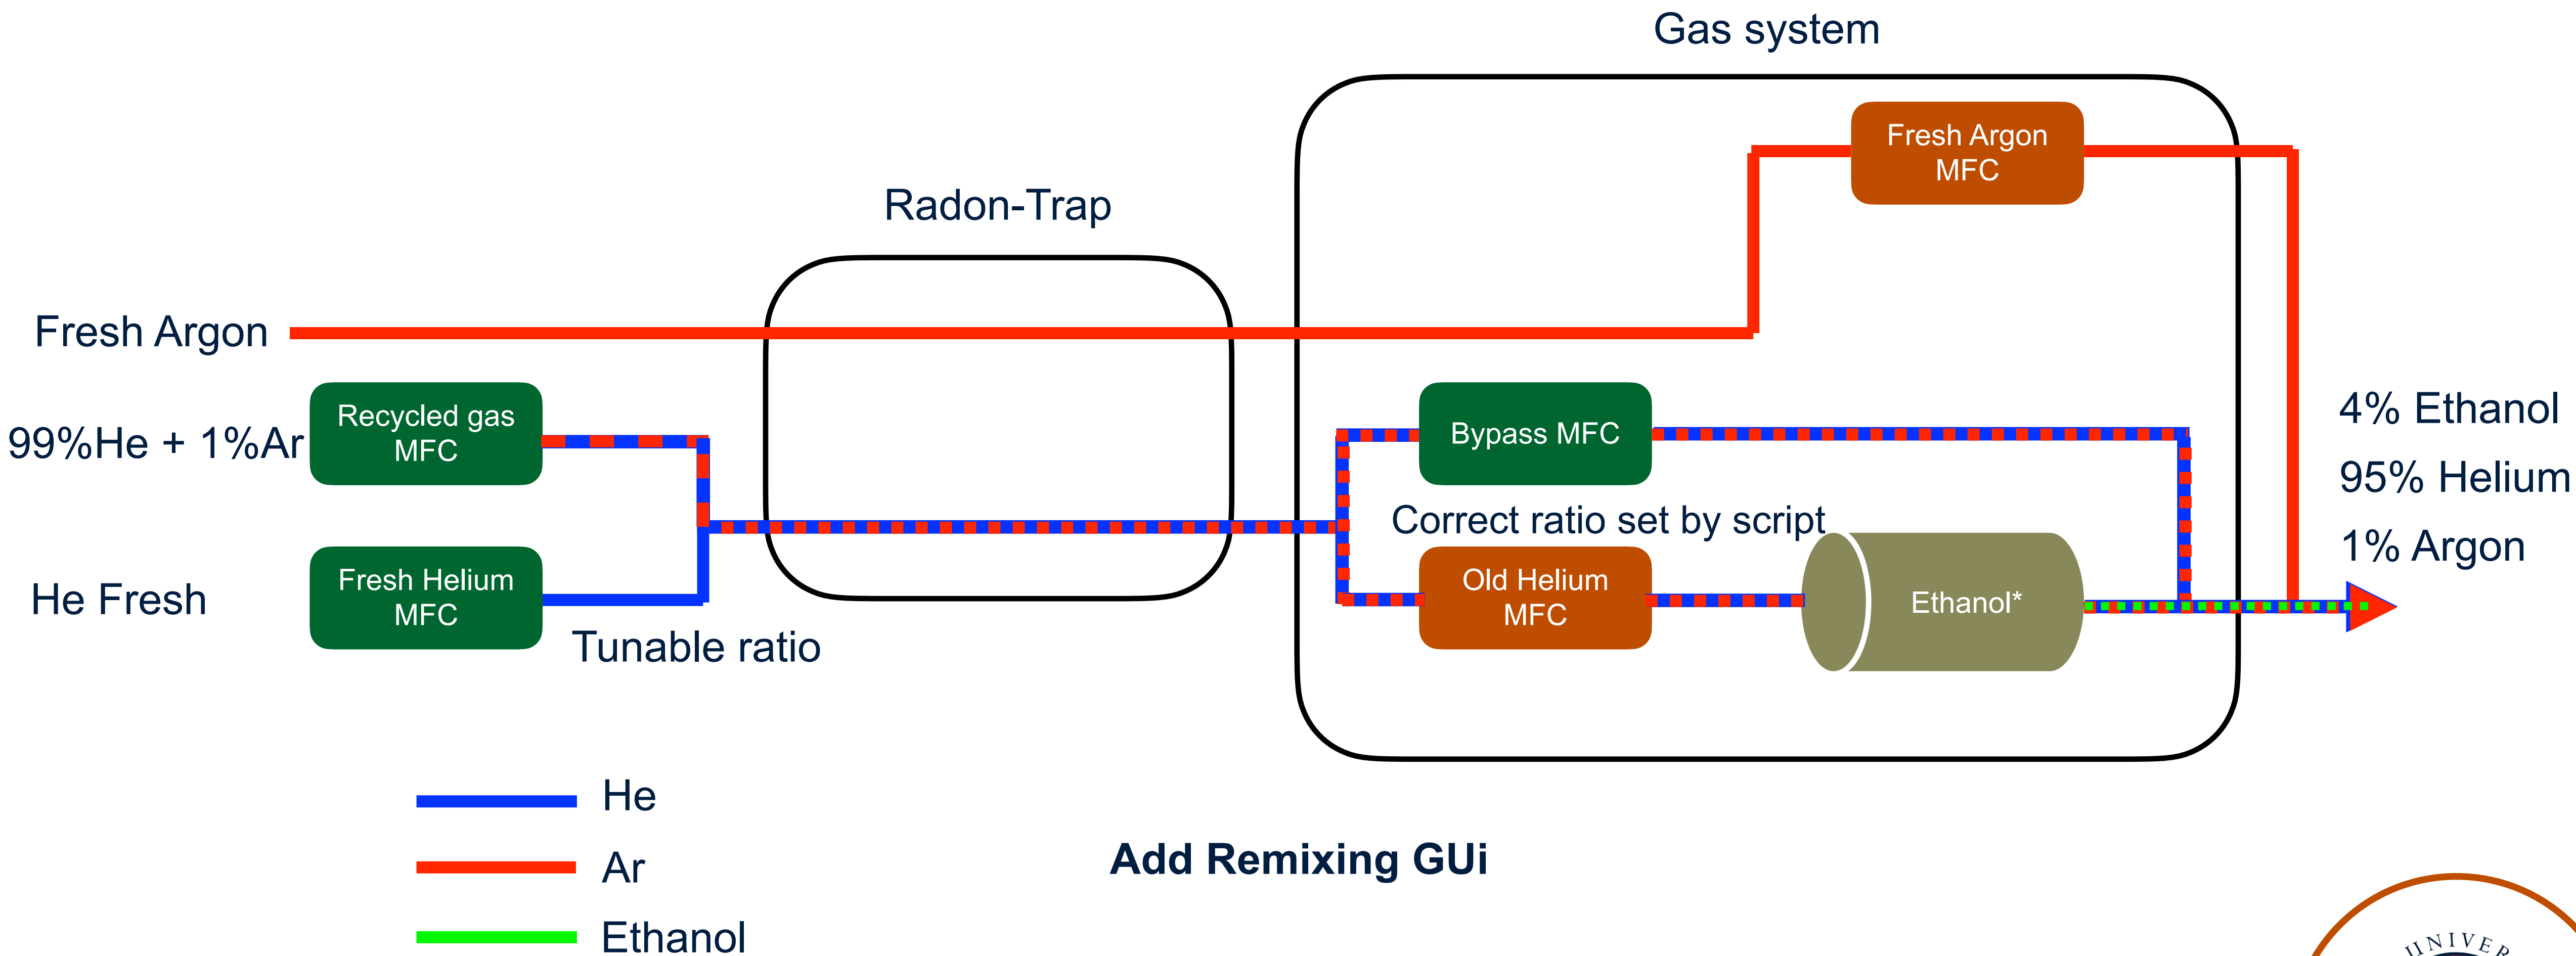 Gas system
Fresh Argon
MFC
Radon-Trap
Fresh Argon
Recycled gas
MFC
99%He + 1%Ar
Bypass MFC
4% Ethanol
95% Helium
1% Argon
Correct ratio set by script
Fresh Helium
MFC
He Fresh
Old Helium
MFC
Ethanol*
Tunable ratio
He
Ar
Ethanol
Add Remixing GUi